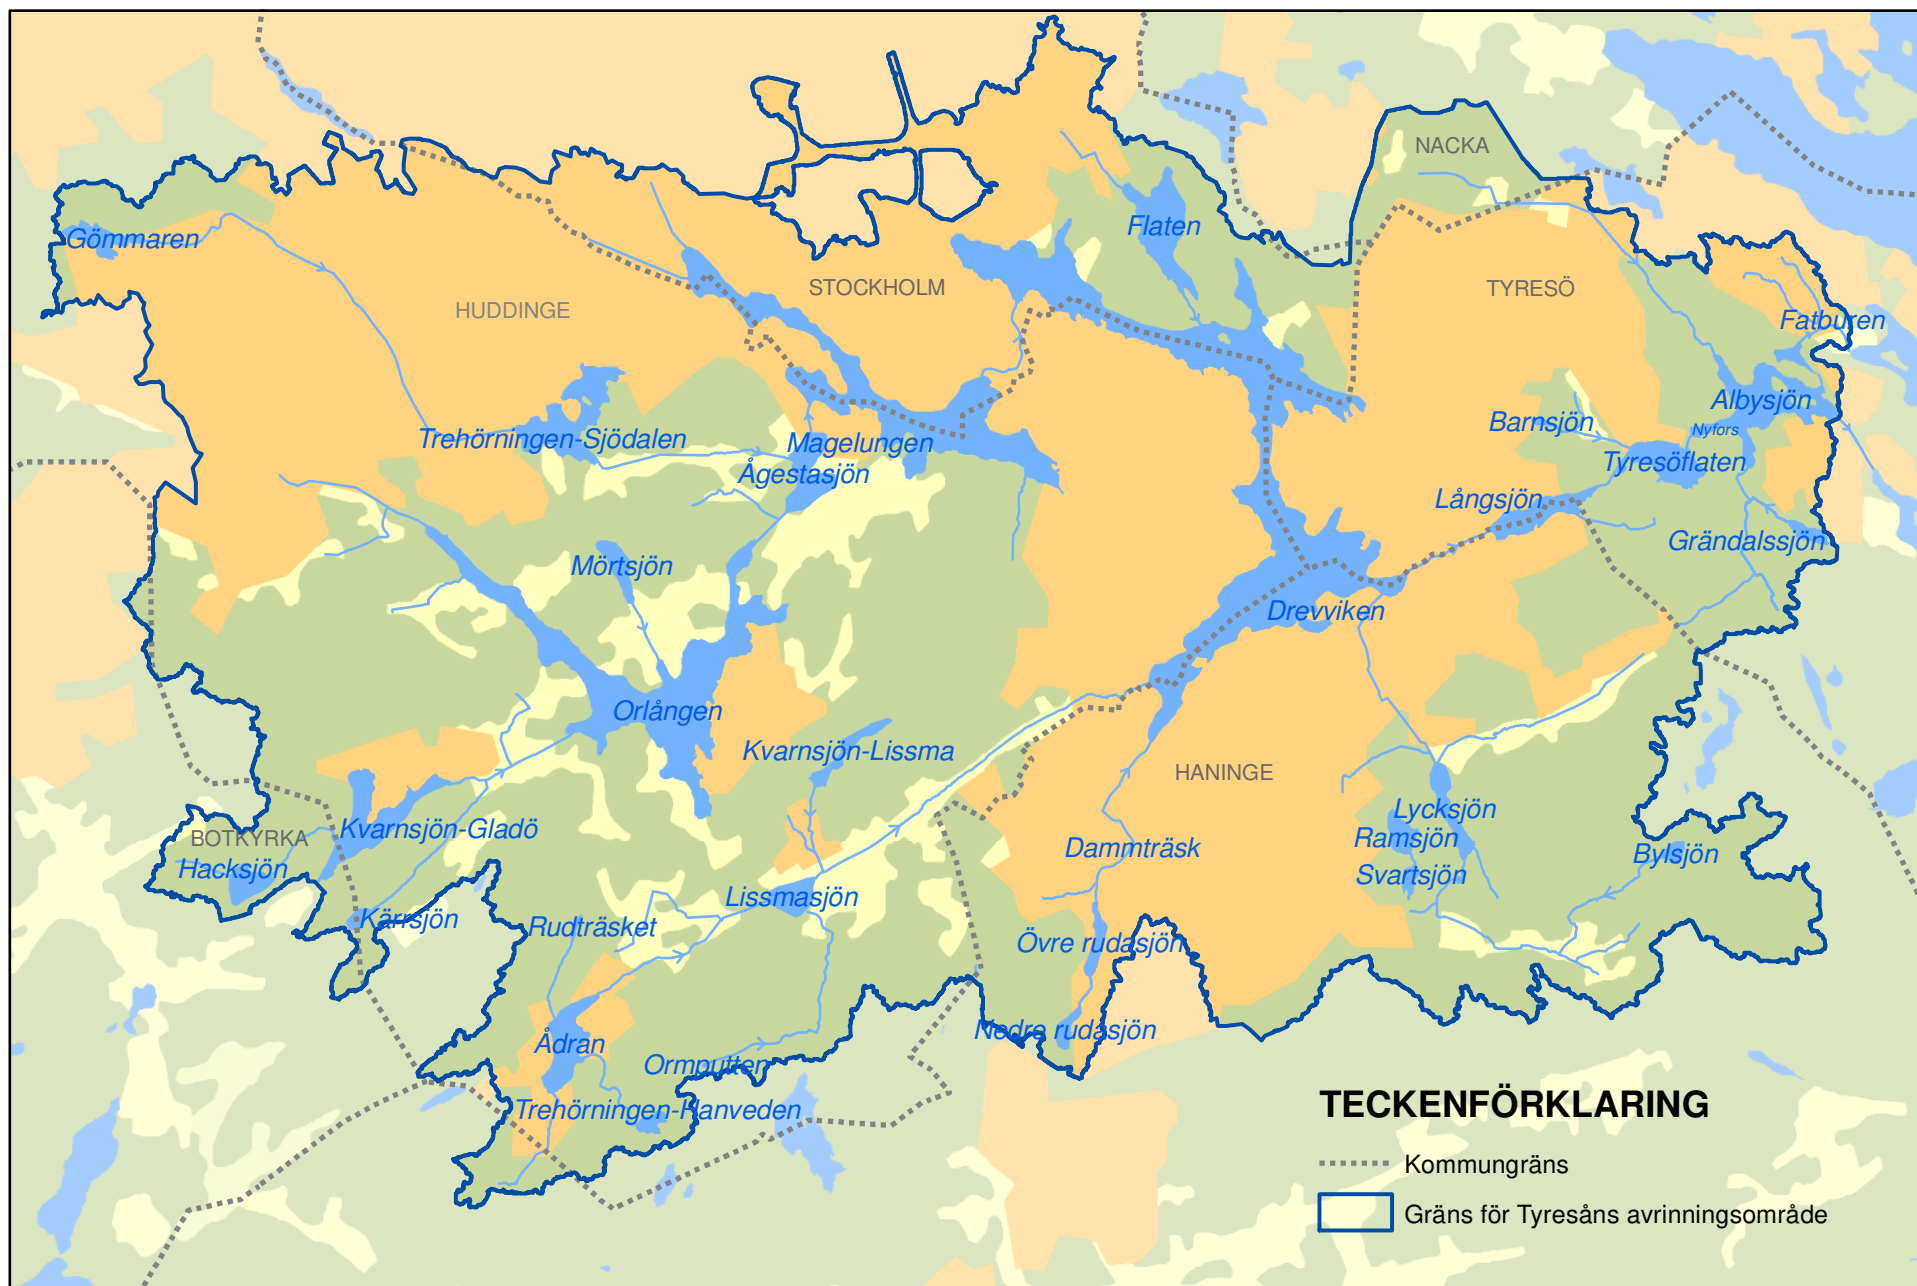 NACKA
Flaten
Gömmaren
STOCKHOLM
TYRESÖ
HUDDINGE
Fatburen
Albysjön
Barnsjön
Nyfors
Trehörningen-Sjödalen
Magelungen
Tyresöflaten
Ågestasjön
Långsjön
Grändalssjön
Mörtsjön
Drevviken
Orlången
Kvarnsjön-Lissma
HANINGE
Lycksjön
Kvarnsjön-Gladö
BOTKYRKA
Ramsjön
Dammträsk
Bylsjön
Hacksjön
Svartsjön
Lissmasjön
Kärrsjön
Rudträsket
Övre rudasjön
Nedre rudasjön
Ådran
Ormputten
Trehörningen-Hanveden
TECKENFÖRKLARING
Kommungräns
Gräns för Tyresåns avrinningsområde